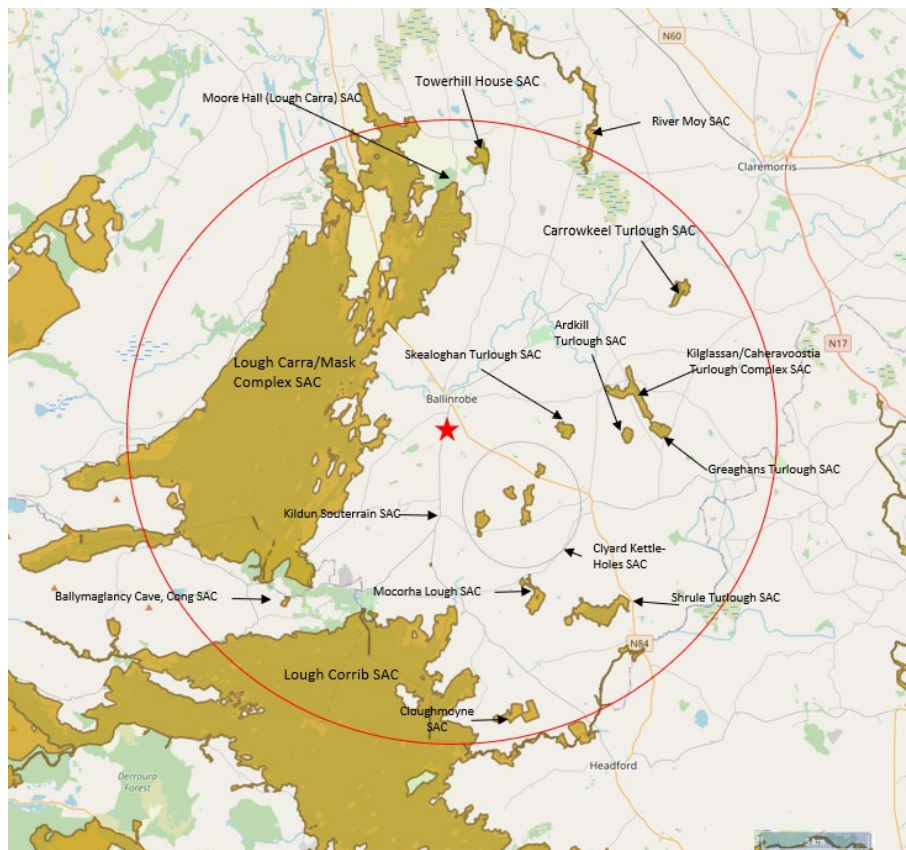 N60
Towerhill House SAC
Moore Hall (Lough Carra) SAC
River Moy SAC
Claremorris
Carrowkeel Turlough SAC
Ardkill
Turlough SAC
N17
Skealoghan Turlough SAC
Kilglassan/Caheravoostia
Turlough Complex SAC
Lough Carra/Mask
Complex SAC
Ballinrobe
Greaghans Turlough SAC
Kildun Souterrain SAC
Clyard Kettle-
Holes SAC
Mocorha Lough SAC
Ballymaglancy Cave, Cong SAC
Shrule Turlough SAC
N84
Lough Corrib SAC
Cloughmoyne
SAC
Headford
Derroura
Forest